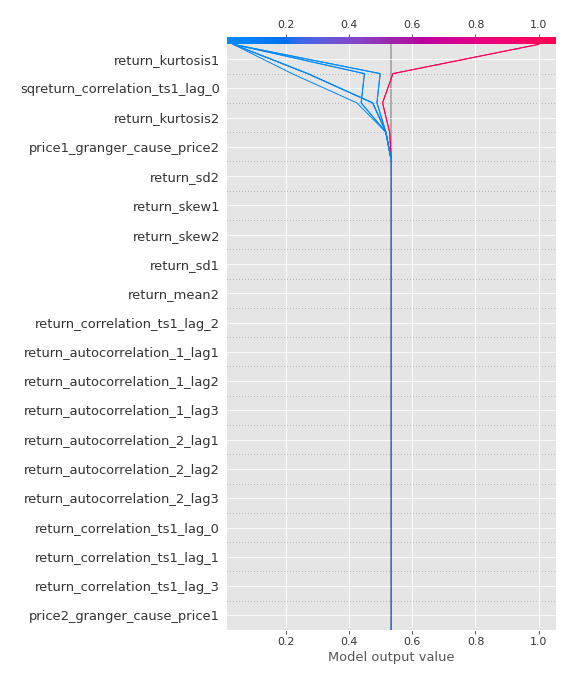 0.2 0.4 0.6 0.8 1.0
return_kurtosis1
sqreturn_correlation_ts1_lag_0
return_kurtosis2
price1_granger_cause_price2
return_sd2
return_skew1
return_skew2
return_sd1
return_mean2
return_correlation_ts1_lag_2
return_autocorrelation_1_lag1
return_autocorrelation_1_lag2
return_autocorrelation_1_lag3
return_autocorrelation_2_lag1
return_autocorrelation_2_lag2
return_autocorrelation_2_lag3
return_correlation_ts1_lag_0
return_correlation_ts1_lag_1
return_correlation_ts1_lag_3
price2_granger_cause_price1
0.2 0.4 0.6 0.8 1.0
Model output value